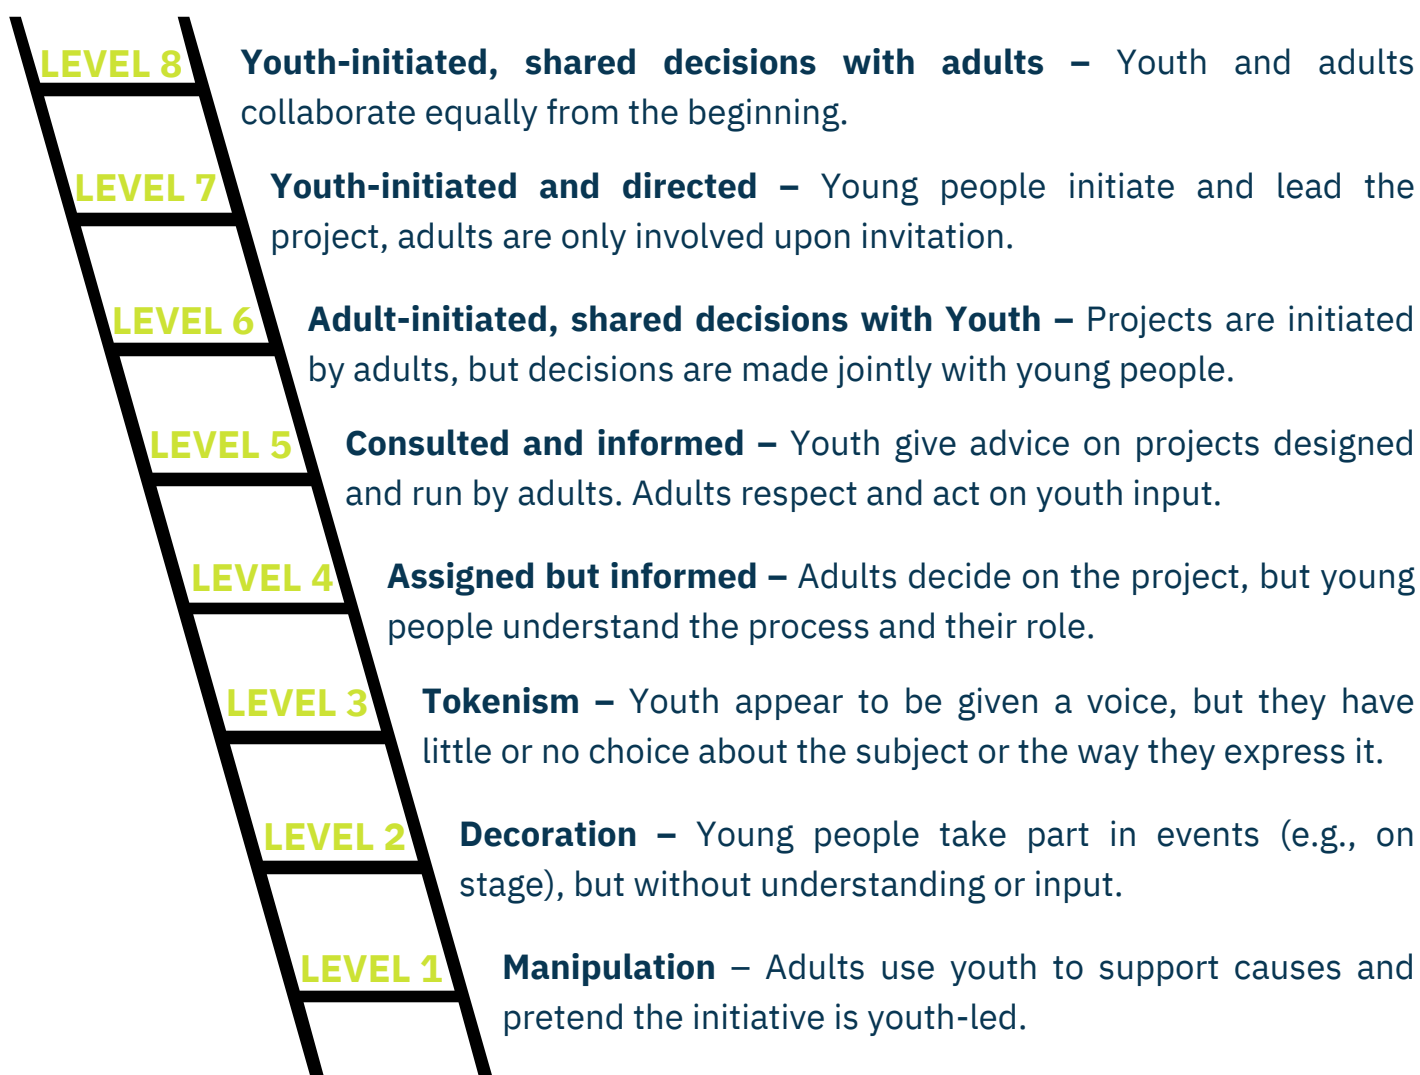 LEVEL 8
Youth-initiated, shared decisions with adults – Youth and adults
collaborate equally from the beginning.
LEVEL 7
Youth-initiated and directed – Young people initiate and lead the
project, adults are only involved upon invitation.
LEVEL 6
Adult-initiated, shared decisions with Youth – Projects are initiated
by adults, but decisions are made jointly with young people.
LEVEL 5
Consulted and informed – Youth give advice on projects designed
and run by adults. Adults respect and act on youth input.
LEVEL 4
Assigned but informed – Adults decide on the project, but young
people understand the process and their role.
LEVEL 3
Tokenism – Youth appear to be given a voice, but they have
little or no choice about the subject or the way they express it.
LEVEL 2
Decoration – Young people take part in events (e.g., on
stage), but without understanding or input.
LEVEL 1
Manipulation – Adults use youth to support causes and
pretend the initiative is youth-led.